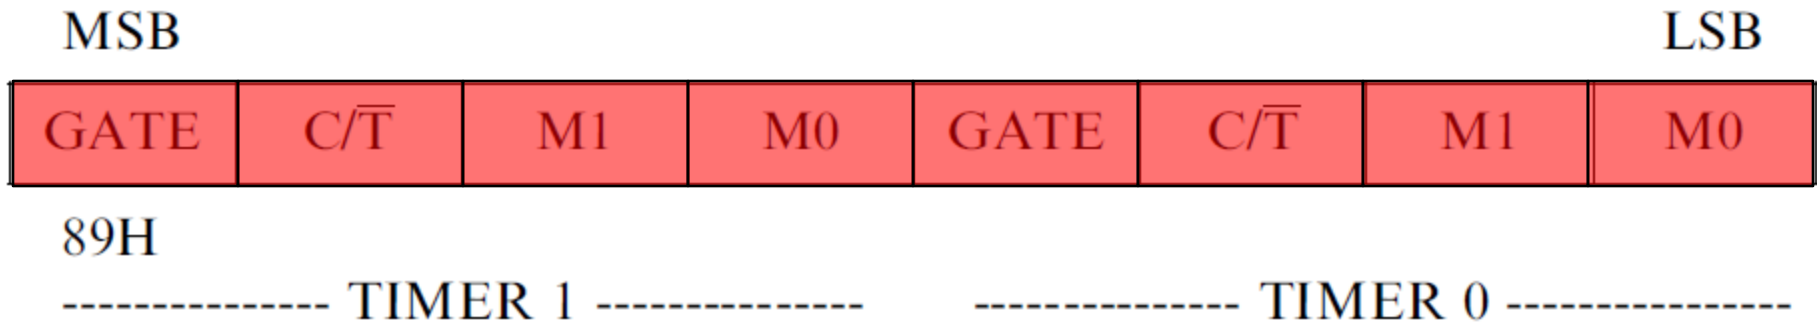 MSB LSB
GATE C/T̅ M1 M0 GATE C/T̅ M1 M0
89H
--------------- TIMER 1 --------------- --------------- TIMER 0 ----------------